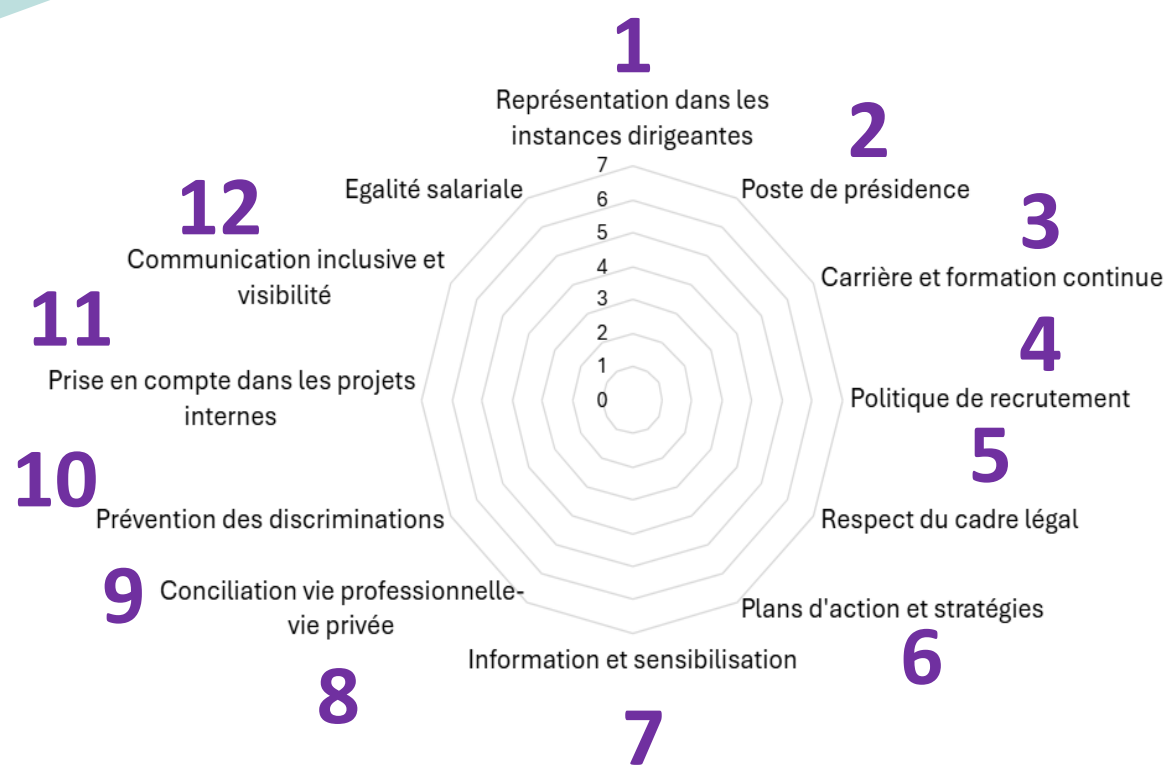 1
Représentation dans les
instances dirigeantes
2
Poste de présidence
3
Carrière et formation continue
4
Politique de recrutement
5
Respect du cadre légal
Plans d'action et stratégies
6
Information et sensibilisation
7
8
Conciliation vie professionnelle-
vie privée
9
Prévention des discriminations
10
Prise en compte dans les projets
internes
11
Communication inclusive et
visibilité
12
Egalité salariale
7
6
5
4
3
2
1
0